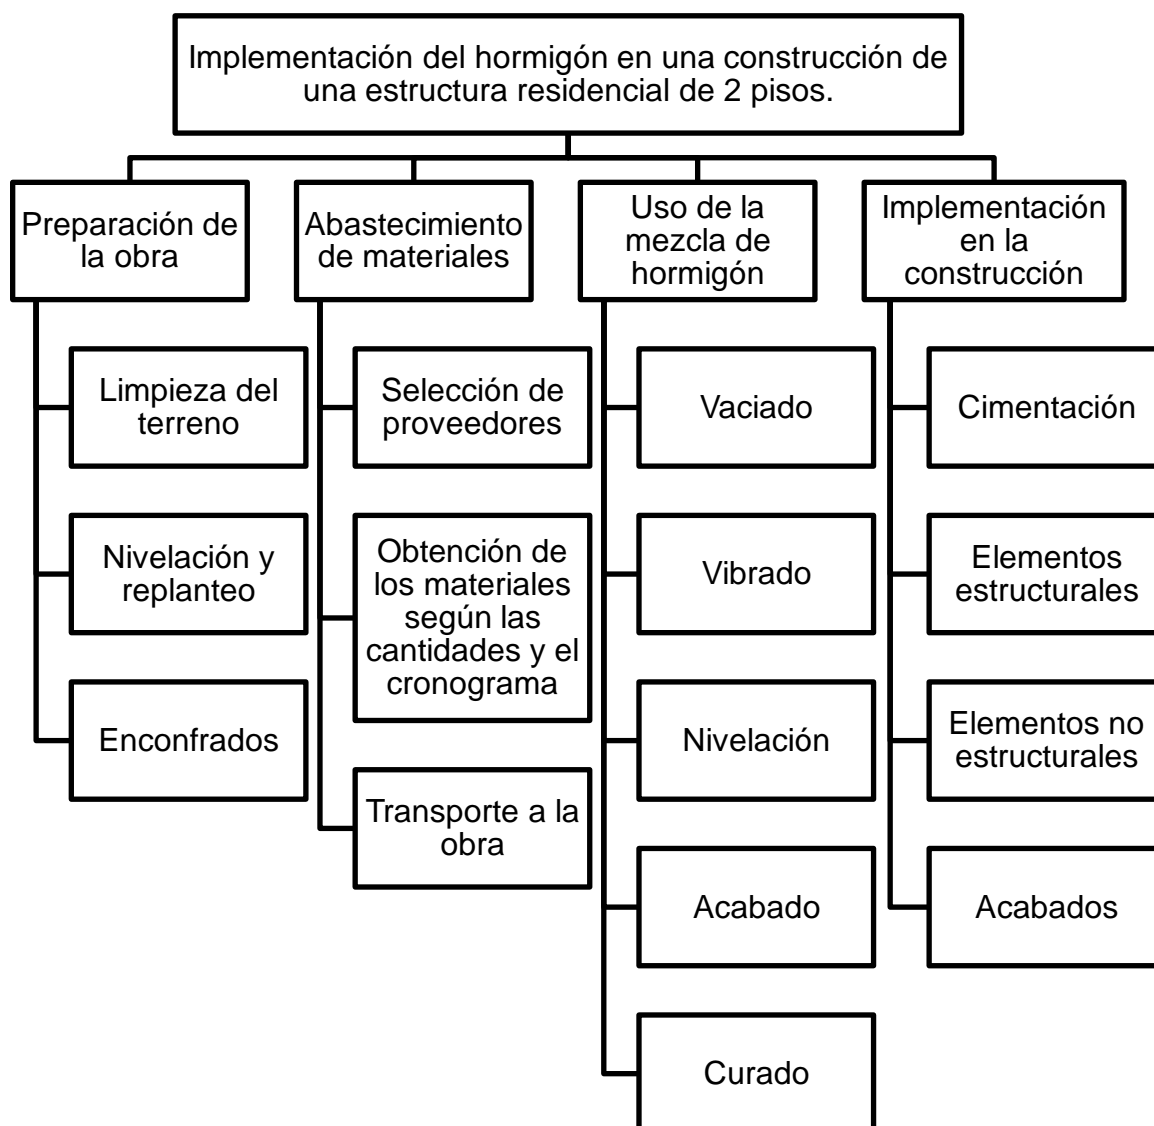 Implementación del hormigón en una construcción de
una estructura residencial de 2 pisos.
Preparación de
la obra
Limpieza del
terreno
Nivelación y
replanteo
Enconfrados
Abastecimiento
de materiales
Selección de
proveedores
Obtención de
los materiales
según las
cantidades y el
cronograma
Transporte a la
obra
Uso de la
mezcla de
hormigón
Vaciado
Vibrado
Nivelación
Acabado
Curado
Implementación
en la
construcción
Cimentación
Elementos
estructurales
Elementos no
estructurales
Acabados